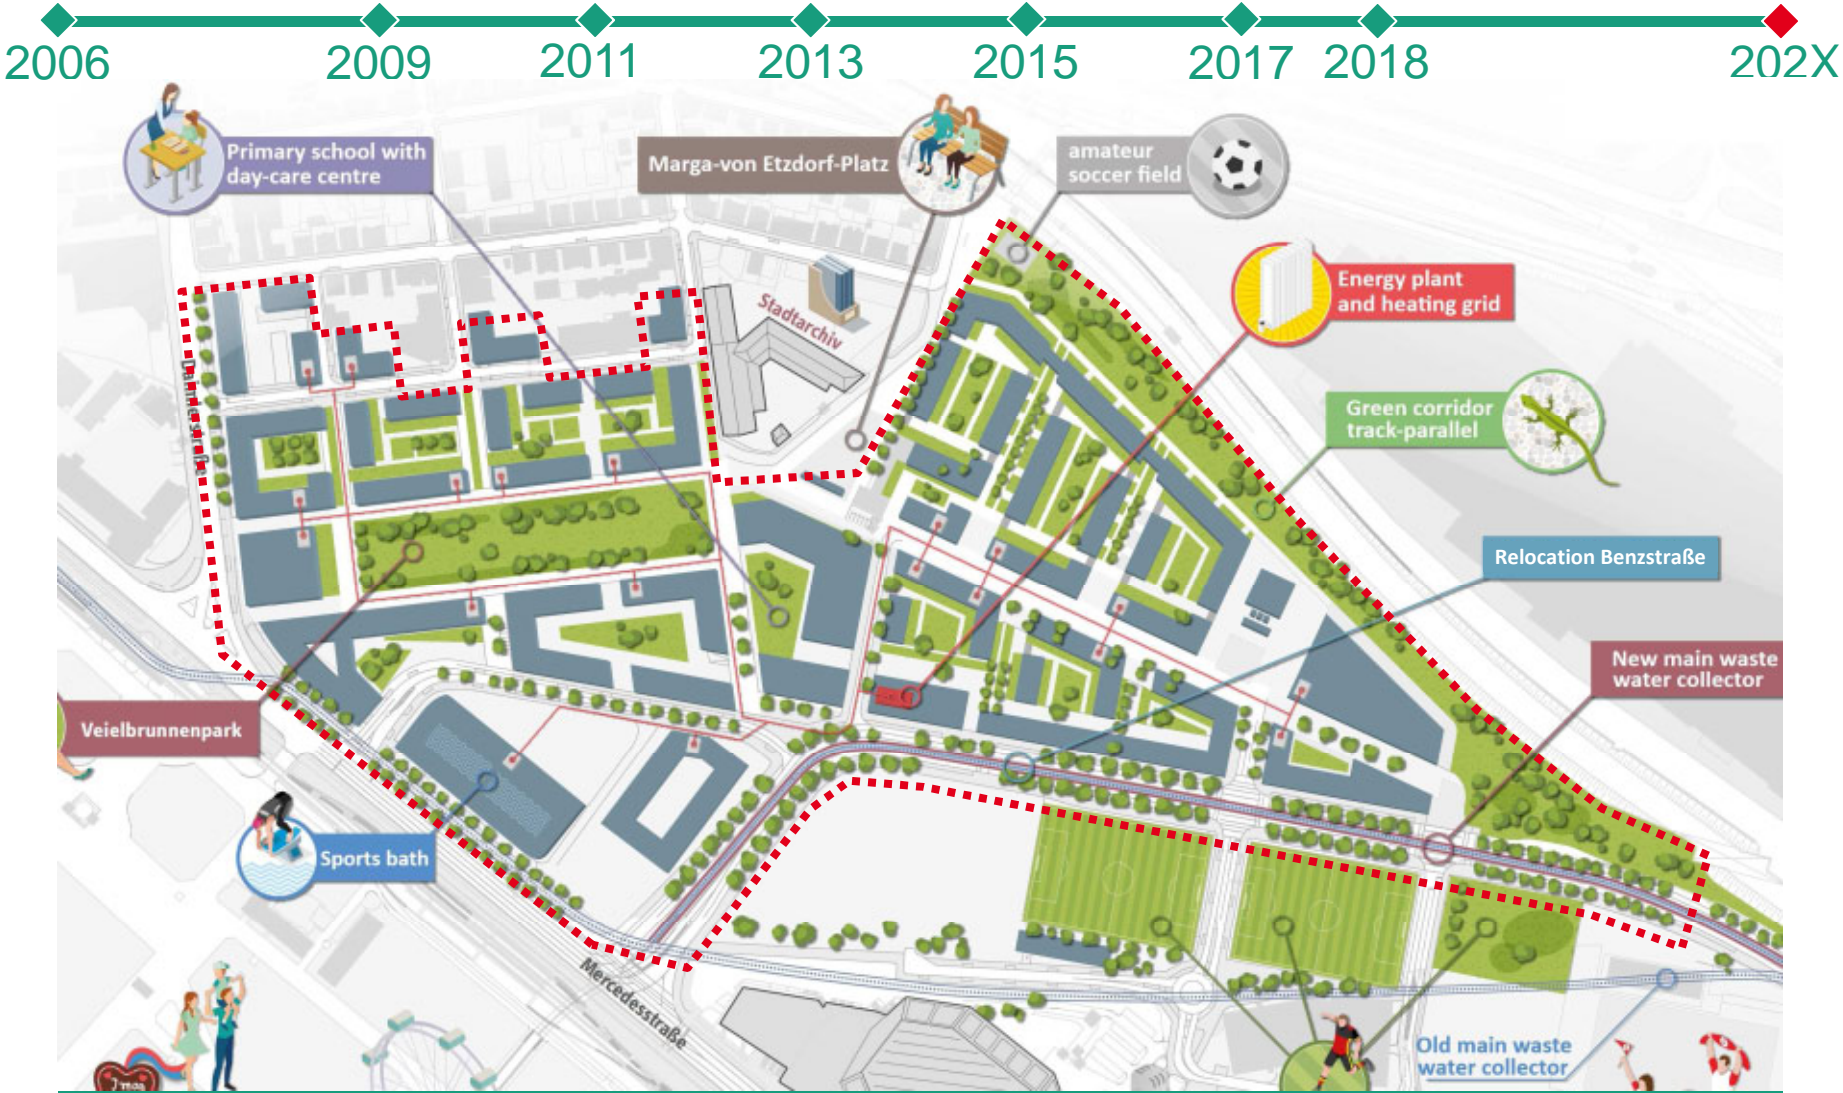 2006 2009 2011 2013 2015 2017 2018 202X
Primary school with
day-care centre
Marga-von Etzdorf-Platz
amateur
soccer field
Energy plant
and heating grid
Stadtarchiv
Daimlerstraße
Green corridor
track-parallel
Relocation Benzstraße
New main waste
water collector
Veielbrunnenpark
Sports bath
Mercedesstraße
Old main waste
water collector
I mog